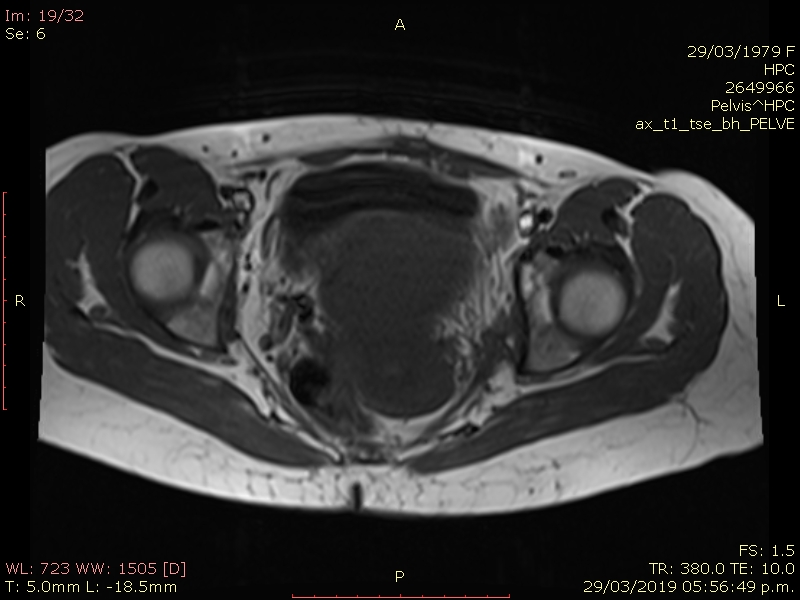 Im: 19/32
Se: 6
A
29/03/1979 F
HPC
2649966
Pelvis^HPC
ax_t1_tse_bh_PELVE
R
L
WL: 723 WW: 1505 [D]
T: 5.0mm L: -18.5mm
P
FS: 1.5
TR: 380.0 TE: 10.0
29/03/2019 05:56:49 p.m.